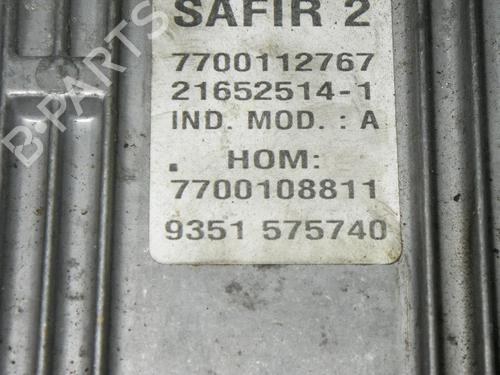 SAFIR 2
7700112767
21652514-1
IND. MOD. : A
. HOM:
7700108811
9351 575740
B-PARTS